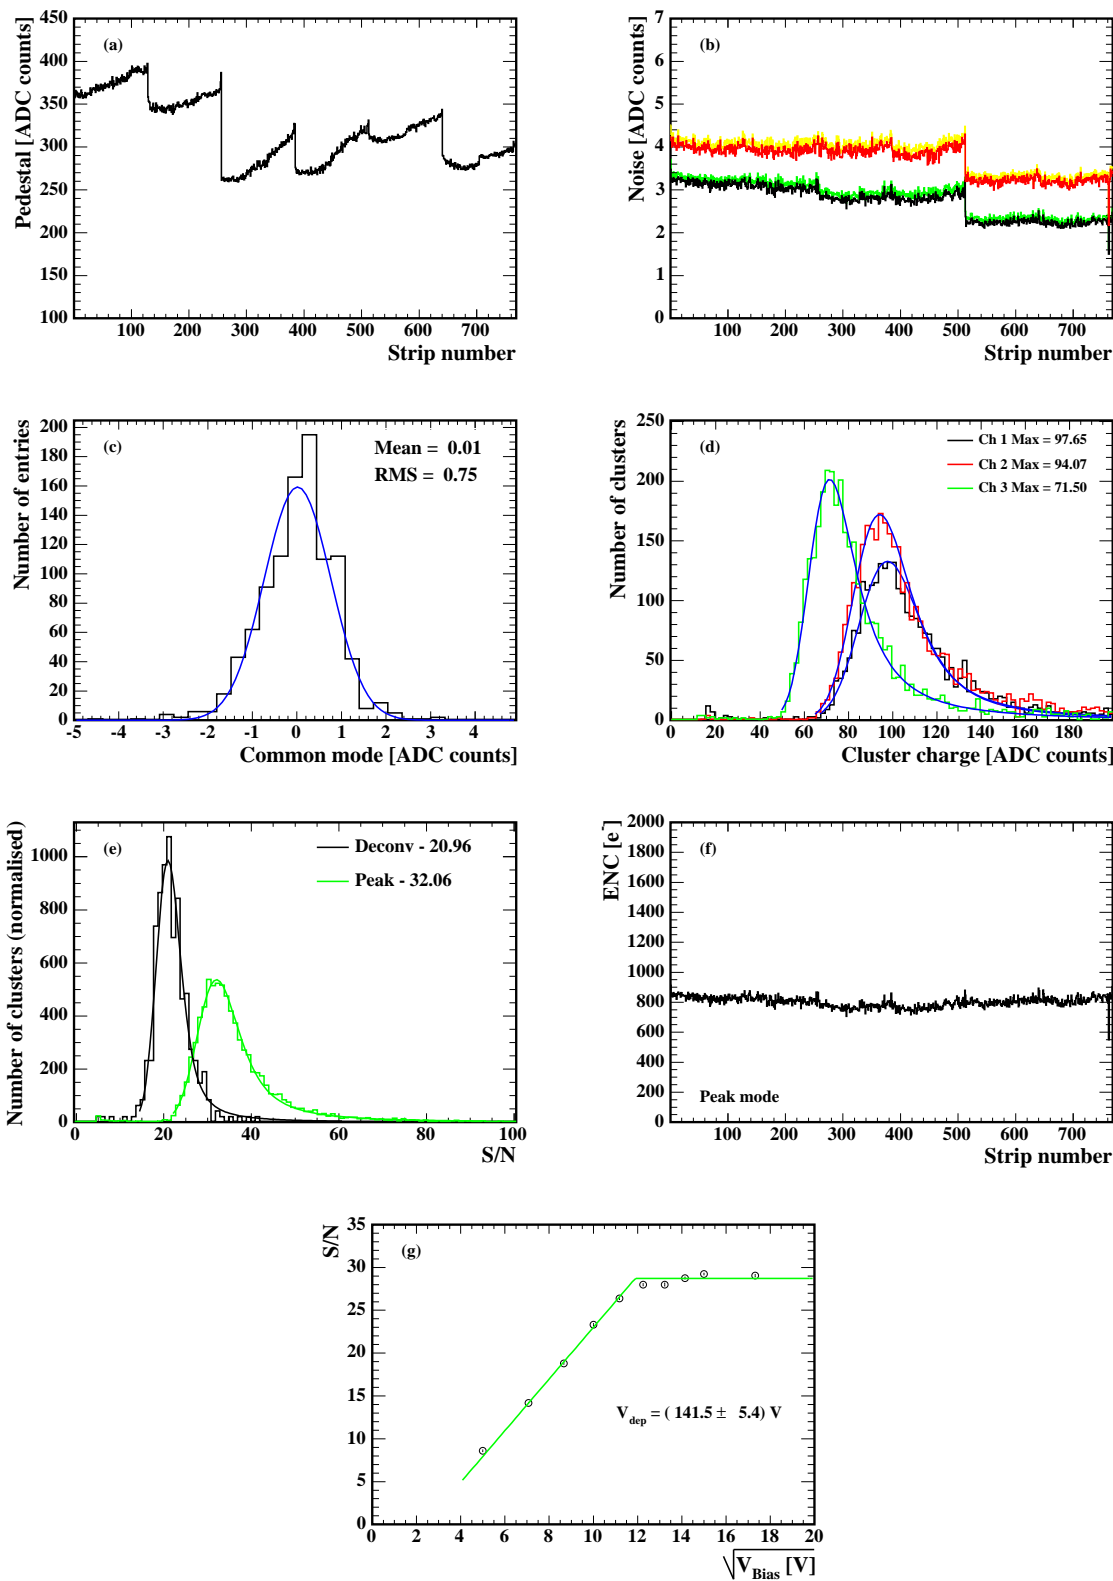 (a)
Pedestal [ADC counts]
450
400
350
300
250
200
150
100
100 200 300 400 500 600 700
Strip number
(b)
Noise [ADC counts]
7
6
5
4
3
2
1
0
100 200 300 400 500 600 700
Strip number
(c)
Number of entries
200
180
160
140
120
100
80
60
40
20
0
Mean = 0.01
RMS = 0.75
-5 -4 -3 -2 -1 0 1 2 3 4
Common mode [ADC counts]
(d)
Number of clusters
250
200
150
100
50
0
Ch 1 Max = 97.65
Ch 2 Max = 94.07
Ch 3 Max = 71.50
0 20 40 60 80 100 120 140 160 180
Cluster charge [ADC counts]
(e)
Number of clusters (normalised)
1000
800
600
400
200
0
Deconv - 20.96
Peak - 32.06
0 20 40 60 80 100
S/N
(f)
ENC [e⁻]
2000
1800
1600
1400
1200
1000
800
600
400
200
0
Peak mode
100 200 300 400 500 600 700
Strip number
(g)
S/N
35
30
25
20
15
10
5
0
V_dep = ( 141.5 ± 5.4) V
0 2 4 6 8 10 12 14 16 18 20
√V_Bias [V]